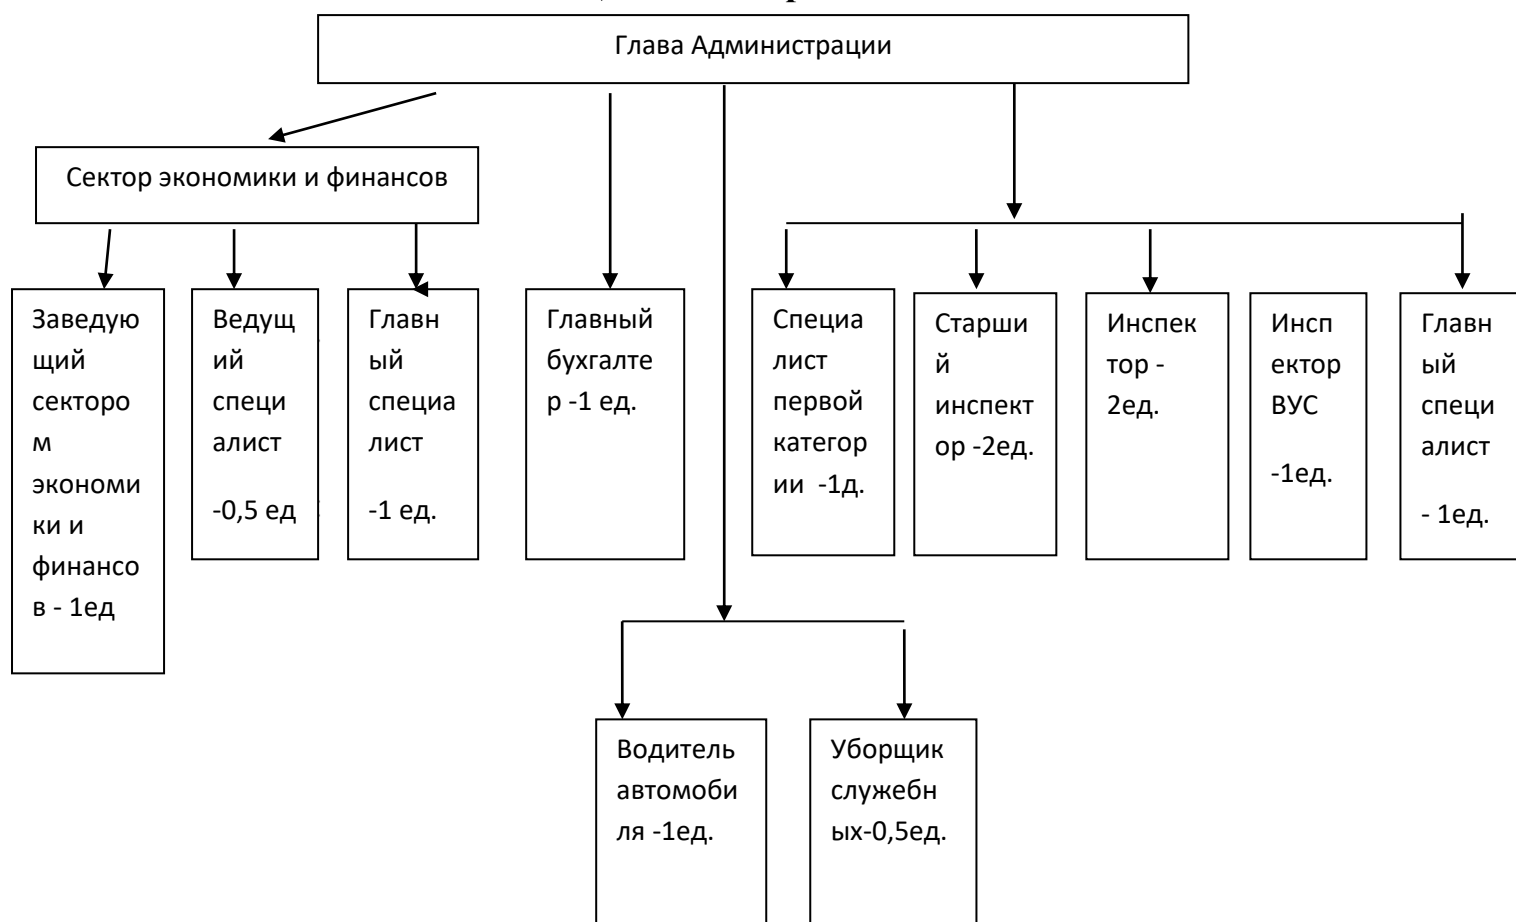 Глава Администрации
Сектор экономики и финансов
Заведую
щий
секторо
м
экономи
ки и
финансо
в - 1ед
Ведущ
ий
специ
алист
-0,5 ед
Главн
ый
специа
лист
-1 ед.
Главный
бухгалте
р -1 ед.
Специа
лист
первой
категор
ии -1д.
Старши
й
инспект
ор -2ед.
Инспек
тор -
2ед.
Инсп
ектор
ВУС
-1ед.
Главн
ый
специ
алист
- 1ед.
Водитель
автомоби
ля -1ед.
Уборщик
служебн
ых-0,5ед.